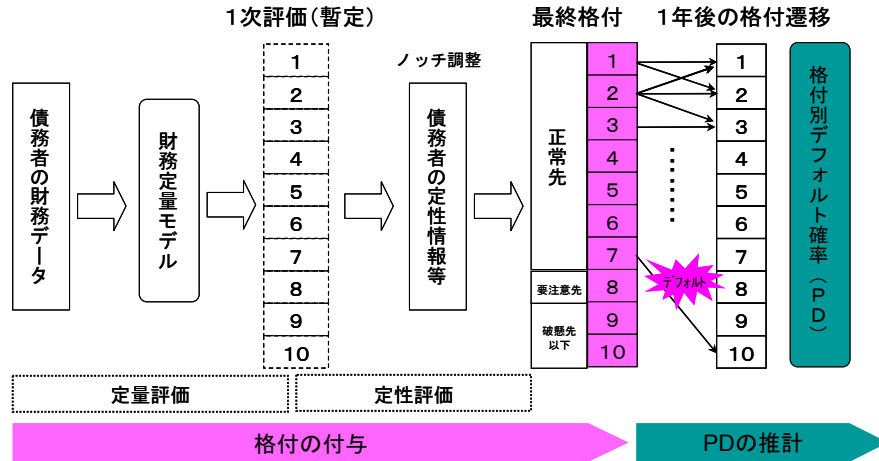 1次評価(暫定)
最終格付
1年後の格付遷移
ノッチ調整
債務者の財務データ
財務定量モデル
1
2
3
4
5
6
7
8
9
10
債務者の定性情報等
正常先
要注意先
破懸先
以下
1
2
3
4
5
6
7
8
9
10
デフォルト
1
2
3
4
5
6
7
8
9
10
格付別デフォルト確率(PD)
定量評価
定性評価
格付の付与
PDの推計